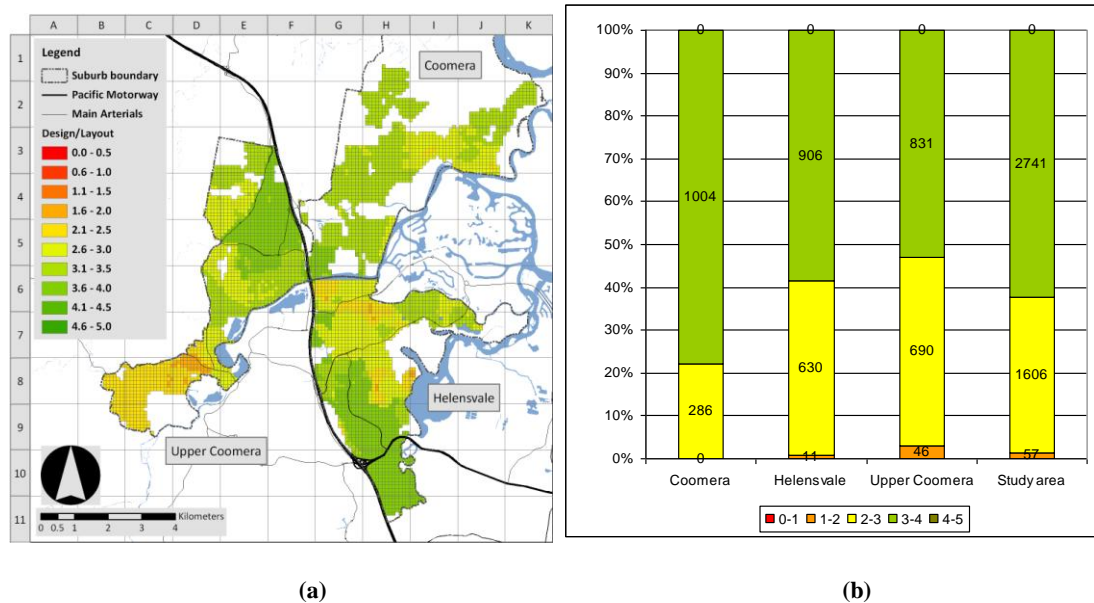 A B C D E F G H I J K
1
2
3
4
5
6
7
8
9
10
11
Legend
Suburb boundary
Pacific Motorway
Main Arterials
Design/Layout
0.0 - 0.5
0.6 - 1.0
1.1 - 1.5
1.6 - 2.0
2.1 - 2.5
2.6 - 3.0
3.1 - 3.5
3.6 - 4.0
4.1 - 4.5
4.6 - 5.0
Coomera
Helensvale
Upper Coomera
Kilometers
0 0.5 1 2 3 4
(a)
100%
90%
80%
70%
60%
50%
40%
30%
20%
10%
0%
0 0 0 0
1004 906 831 2741
286 630 690 1606
0 11 46 57
Coomera Helensvale Upper Coomera Study area
0-1 1-2 2-3 3-4 4-5
(b)